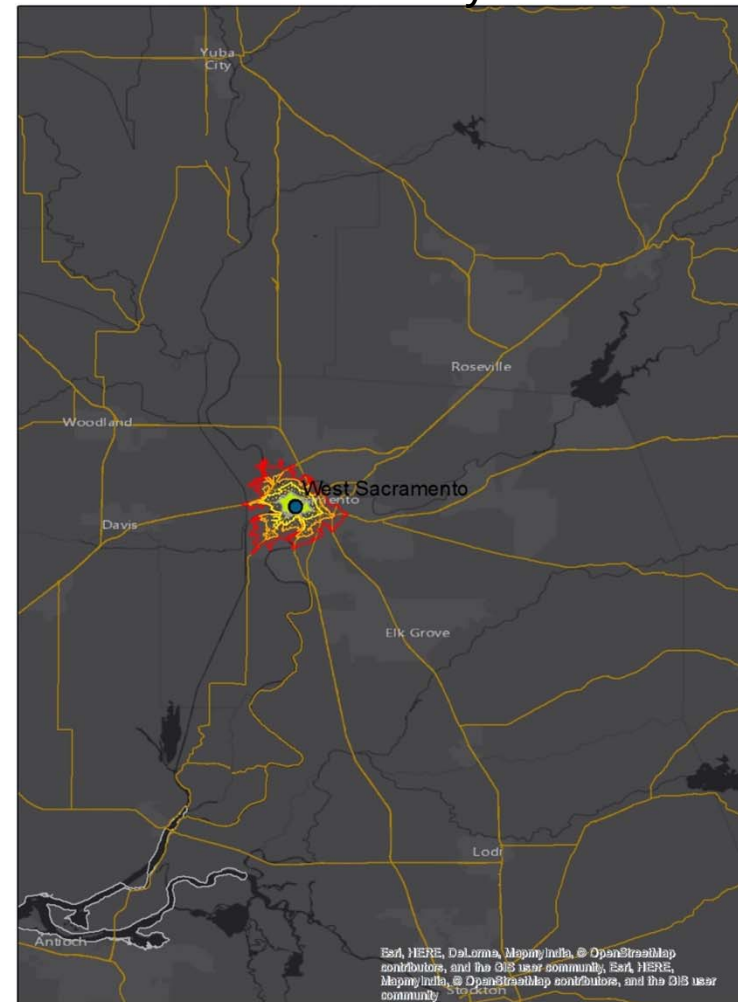 y
Yuba
City
Roseville
Woodland
West Sacramento
Davis
Elk Grove
Lodi
Antioch
Esri, HERE, DeLorme, MapmyIndia, © OpenStreetMap
contributors, and the GIS user community, Esri, HERE,
MapmyIndia, © OpenStreetMap contributors, and the GIS user
community
Stockton